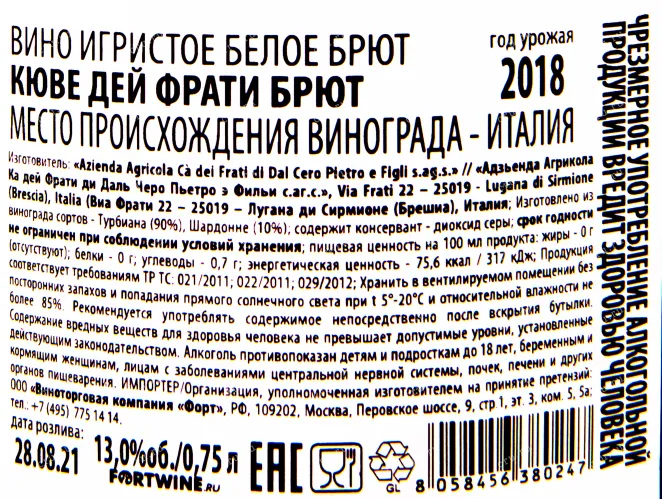 ВИНО ИГРИСТОЕ БЕЛОЕ БРЮТ
КЮВЕ ДЕЙ ФРАТИ БРЮТ
МЕСТО ПРОИСХОЖДЕНИЯ ВИНОГРАДА - ИТАЛИЯ
год урожая
2018
Изготовитель: «Azienda Agricola Cà dei Frati di Dal Cero Pietro e Figli s.ag.s.» // «Адзьенда Агрикола
Ка дей Фрати ди Даль Черо Пьетро э Фильи с.аг.с.», Via Frati 22 – 25019 - Lugana di Sirmione
(Brescia), Italia (Виа Фрати 22 – 25019 – Лугана ди Сирмионе (Брешиа), Италия; Изготовлено из
винограда сортов - Турбиана (90%), Шардонне (10%); содержит консервант - диоксид серы; срок годности
не ограничен при соблюдении условий хранения; пищевая ценность на 100 мл продукта: жиры - 0 г
(отсутствуют); белки - 0 г; углеводы - 0,7 г; энергетическая ценность - 75,6 ккал / 317 кДж; Продукция
соответствует требованиям ТР ТС: 021/2011; 022/2011; 029/2012; Хранить в вентилируемом помещении без
посторонних запахов и попадания прямого солнечного света при t 5°-20°С и относительной влажности не
более 85%. Рекомендуется употреблять содержимое непосредственно после вскрытия бутылки.
Содержание вредных веществ для здоровья человека не превышает допустимые уровни, установленные
действующим законодательством. Алкоголь противопоказан детям и подросткам до 18 лет, беременным и
кормящим женщинам, лицам с заболеваниями центральной нервной системы, почек, печени и других
органов пищеварения. ИМПОРТЕР/Организация, уполномоченная изготовителем на принятие претензий:
ООО «Виноторговая компания «Форт», РФ, 109202, Москва, Перовское шоссе, 9, стр.1, эт. 3, ком. 5, 5а;
тел.. +7 (495) 775 14 14.
дата розлива:
28.08.21
13,0%об./0,75 л
FORTWINE.RU
EAC
GL
8 058456 380247
ЧРЕЗМЕРНОЕ УПОТРЕБЛЕНИЕ АЛКОГОЛЬНОЙ
ПРОДУКЦИИ ВРЕДИТ ЗДОРОВЬЮ ЧЕЛОВЕКА